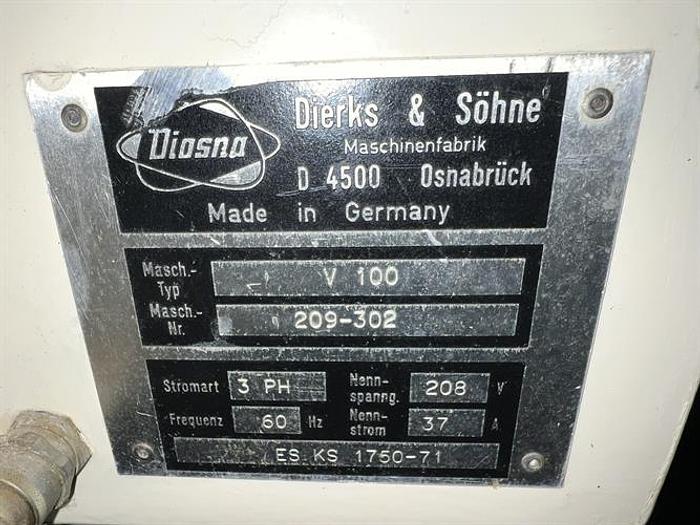 Diosna
Dierks & Söhne
Maschinenfabrik
D 4500 Osnabrück
Made in Germany
Masch.-Typ V 100
Masch.-Nr. 209-302
Stromart 3 PH Nenn-spanng. 208 V
Frequenz 60 Hz Nenn-strom 37 A
ES KS 1750-71